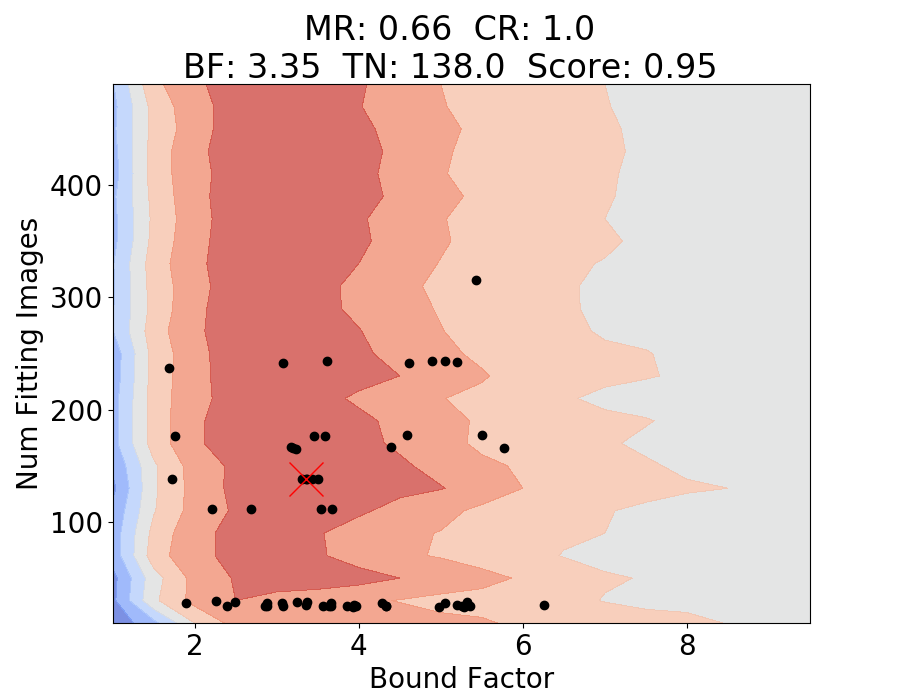 MR: 0.66  CR: 1.0
BF: 3.35  TN: 138.0  Score: 0.95
Num Fitting Images
400
300
200
100
2 4 6 8
Bound Factor